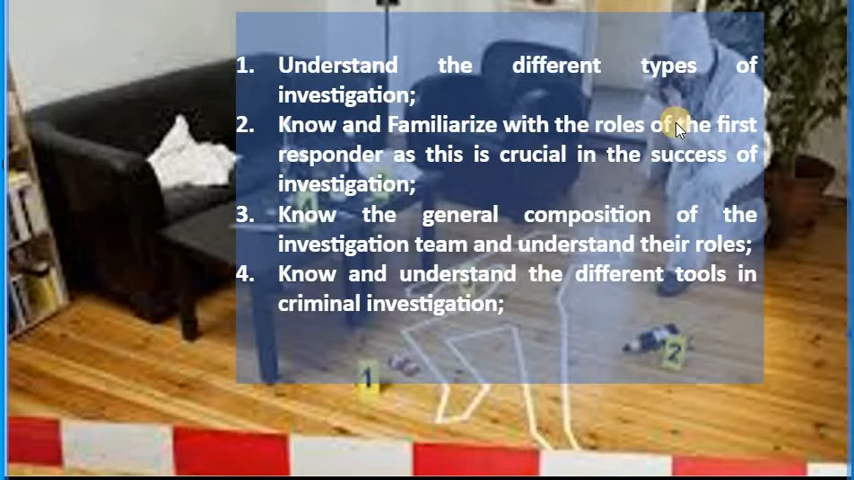 1. Understand the different types of
investigation;
2. Know and Familiarize with the roles of the first
responder as this is crucial in the success of
investigation;
3. Know the general composition of the
investigation team and understand their roles;
4. Know and understand the different tools in
criminal investigation;
1
2